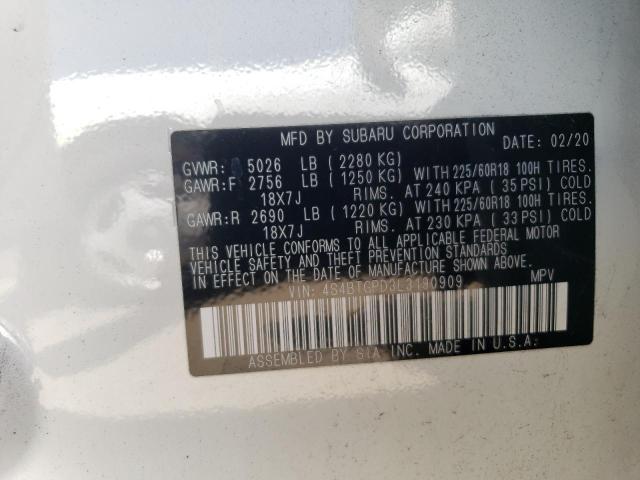 MFD BY SUBARU CORPORATION DATE: 02/20
GVWR: 5026 LB ( 2280 KG)
GAWR:F 2756 LB ( 1250 KG) WITH 225/60R18 100H TIRES.
18X7J RIMS. AT 240 KPA ( 35 PSI) COLD
GAWR:R 2690 LB ( 1220 KG) WITH 225/60R18 100H TIRES.
18X7J RIMS. AT 230 KPA ( 33 PSI) COLD
THIS VEHICLE CONFORMS TO ALL APPLICABLE FEDERAL MOTOR
VEHICLE SAFETY AND THEFT PREVENTION STANDARDS
IN EFFECT ON THE DATE OF MANUFACTURE SHOWN ABOVE.
VIN: 4S4BTGPD3L3190909 MPV
ASSEMBLED BY SIA INC. MADE IN U.S.A.